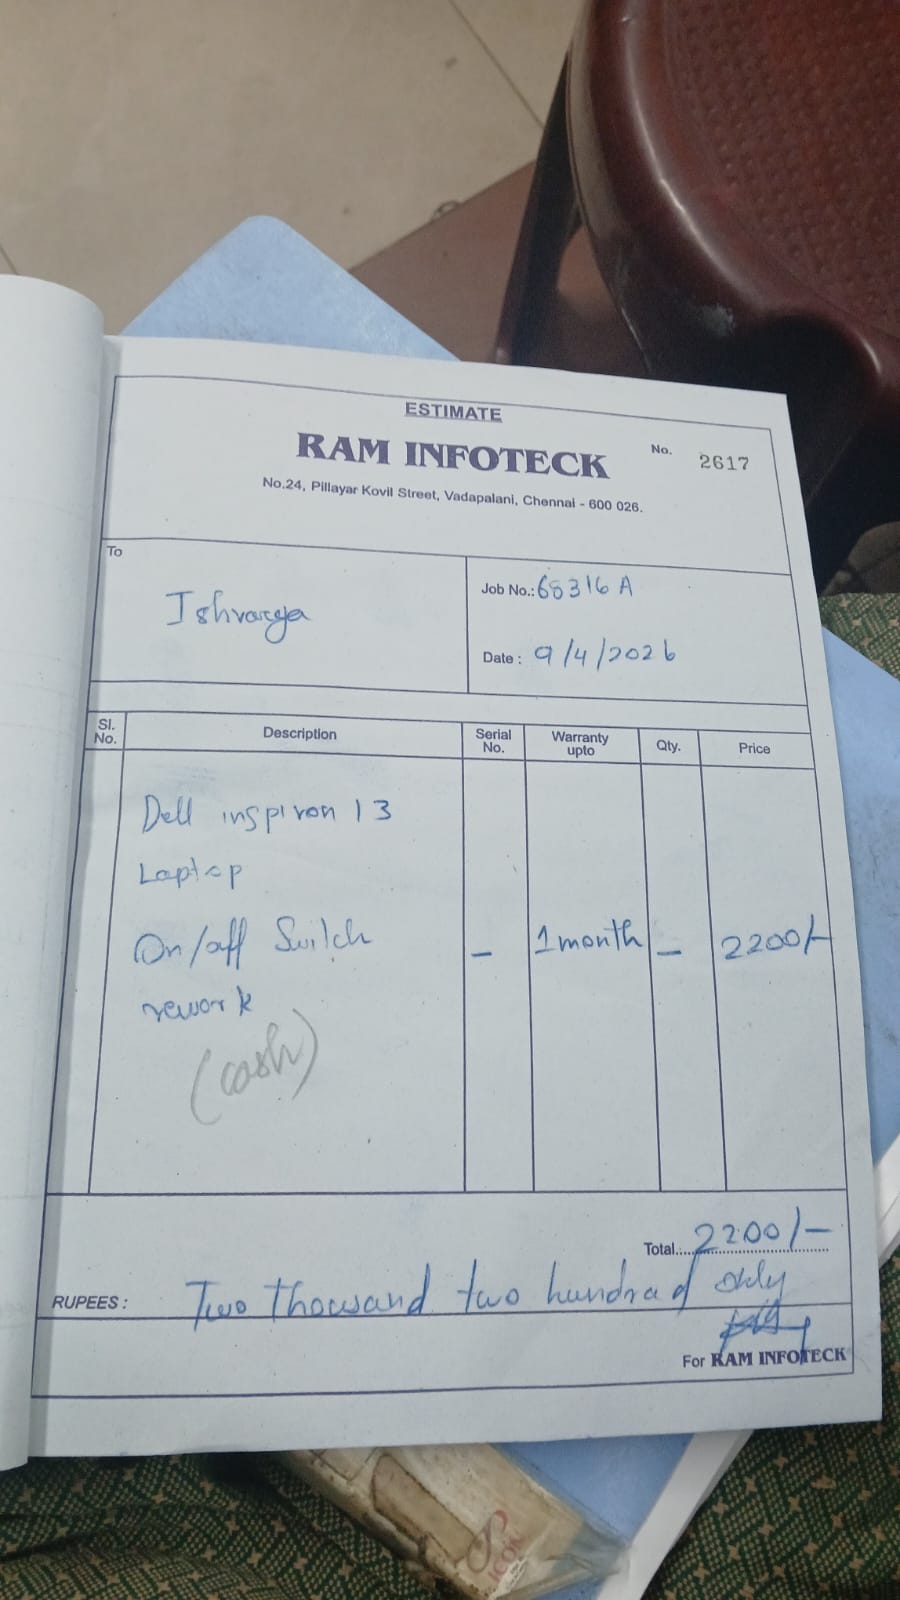 ESTIMATE
RAM INFOTECK
No. 2617
No.24, Pillayar Kovil Street, Vadapalani, Chennai - 600 026.
To
Ishvarya
Job No.: 68316 A
Date : 9/4/2026
Sl. No. Description Serial No. Warranty upto Qty. Price
Dell inspiron 13
Laptop
On/off Switch - 1 month - 2200/-
rework
(cash)
Total 2200/-
RUPEES : Two thousand two hundrad only
For RAM INFOTECK